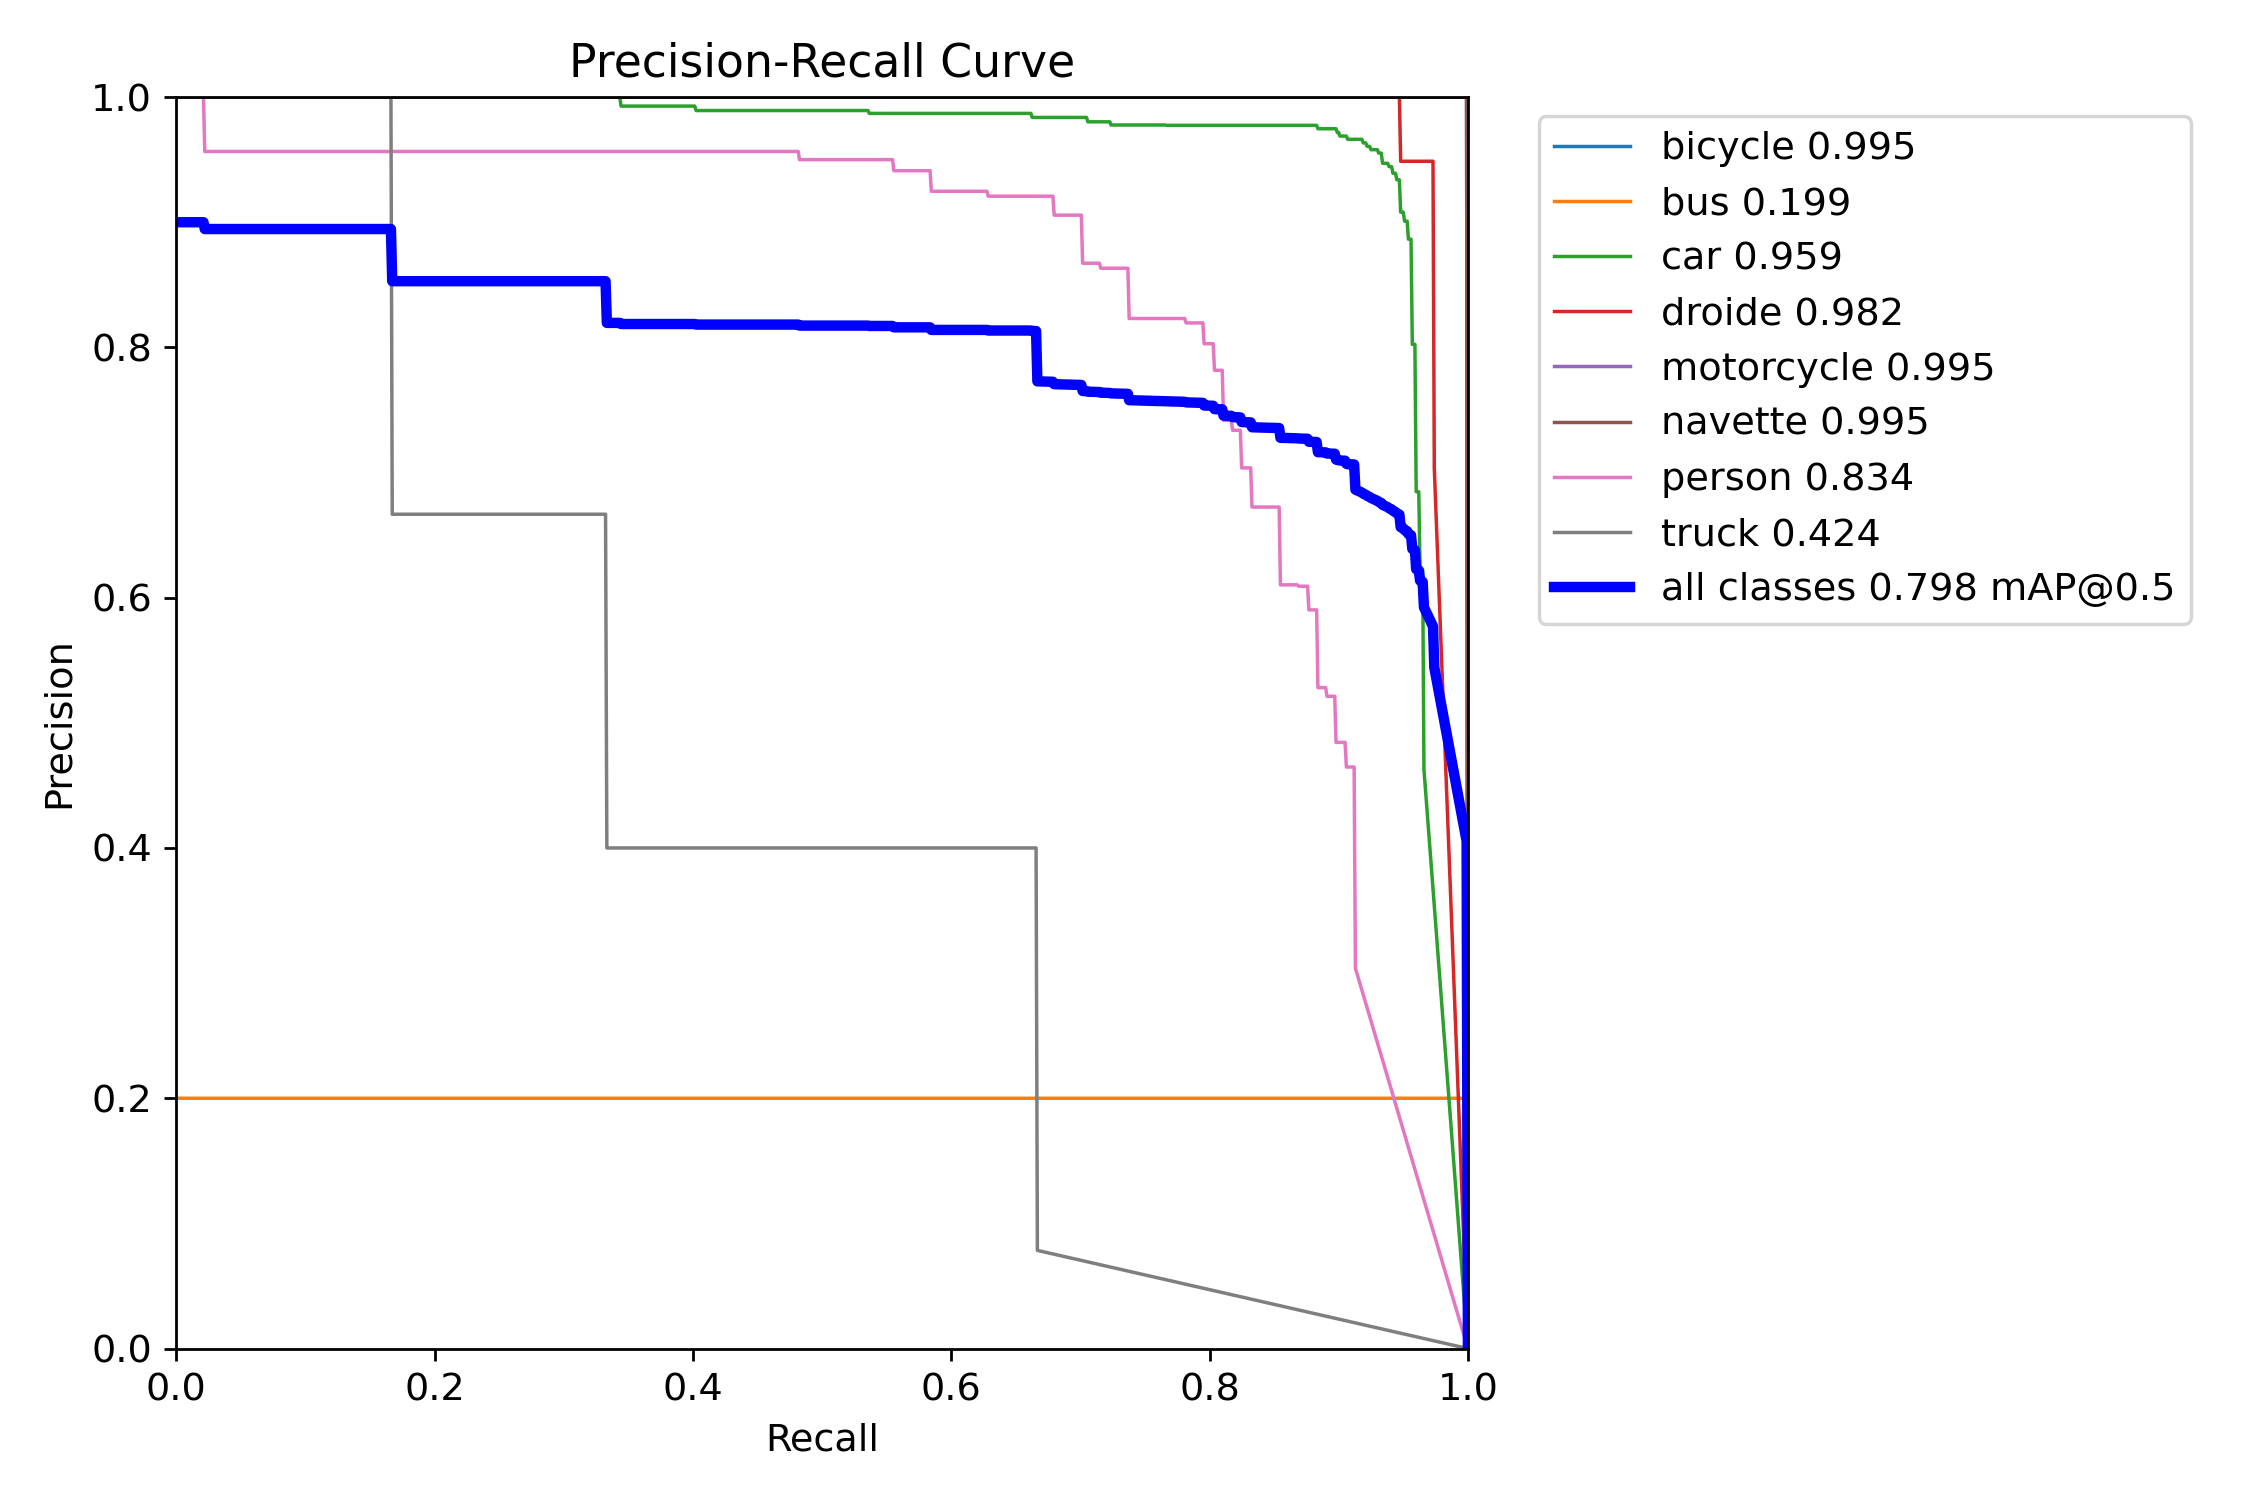 Precision-Recall Curve
1.0
0.8
0.6
0.4
0.2
0.0
Precision
0.0 0.2 0.4 0.6 0.8 1.0
Recall
bicycle 0.995
bus 0.199
car 0.959
droide 0.982
motorcycle 0.995
navette 0.995
person 0.834
truck 0.424
all classes 0.798 mAP@0.5